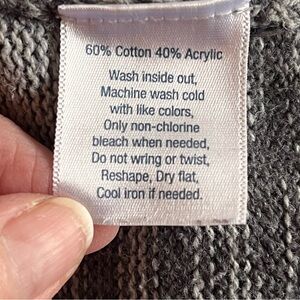 60% Cotton 40% Acrylic
Wash inside out,
Machine wash cold
with like colors,
Only non-chlorine
bleach when needed,
Do not wring or twist,
Reshape, Dry flat,
Cool iron if needed.